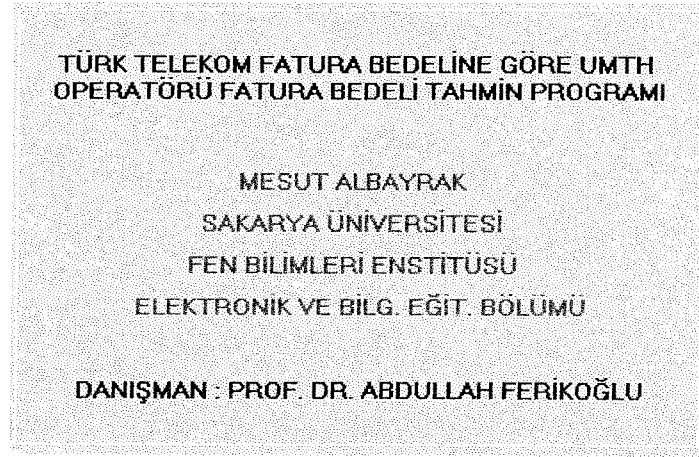 TÜRK TELEKOM FATURA BEDELİNE GÖRE UMTH
OPERATÖRÜ FATURA BEDELİ TAHMİN PROGRAMI
MESUT ALBAYRAK
SAKARYA ÜNİVERSİTESİ
FEN BİLİMLERİ ENSTİTÜSÜ
ELEKTRONIK VE BİLG. EĞİT. BÖLÜMÜ
DANIŞMAN : PROF. DR. ABDULLAH FERİKOĞLU